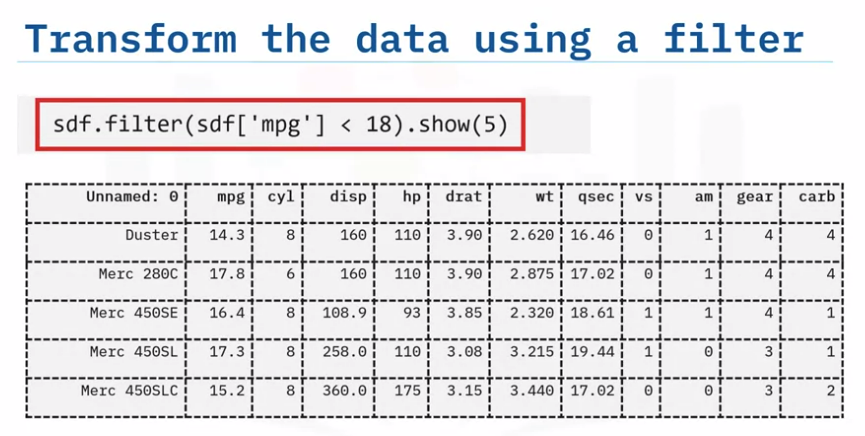 Transform the data using a filter
sdf.filter(sdf['mpg'] < 18).show(5)
Unnamed: 0 mpg cyl disp hp drat wt qsec vs am gear carb
Duster 14.3 8 160 110 3.90 2.620 16.46 0 1 4 4
Merc 280C 17.8 6 160 110 3.90 2.875 17.02 0 1 4 4
Merc 450SE 16.4 8 108.9 93 3.85 2.320 18.61 1 1 4 1
Merc 450SL 17.3 8 258.0 110 3.08 3.215 19.44 1 0 3 1
Merc 450SLC 15.2 8 360.0 175 3.15 3.440 17.02 0 0 3 2